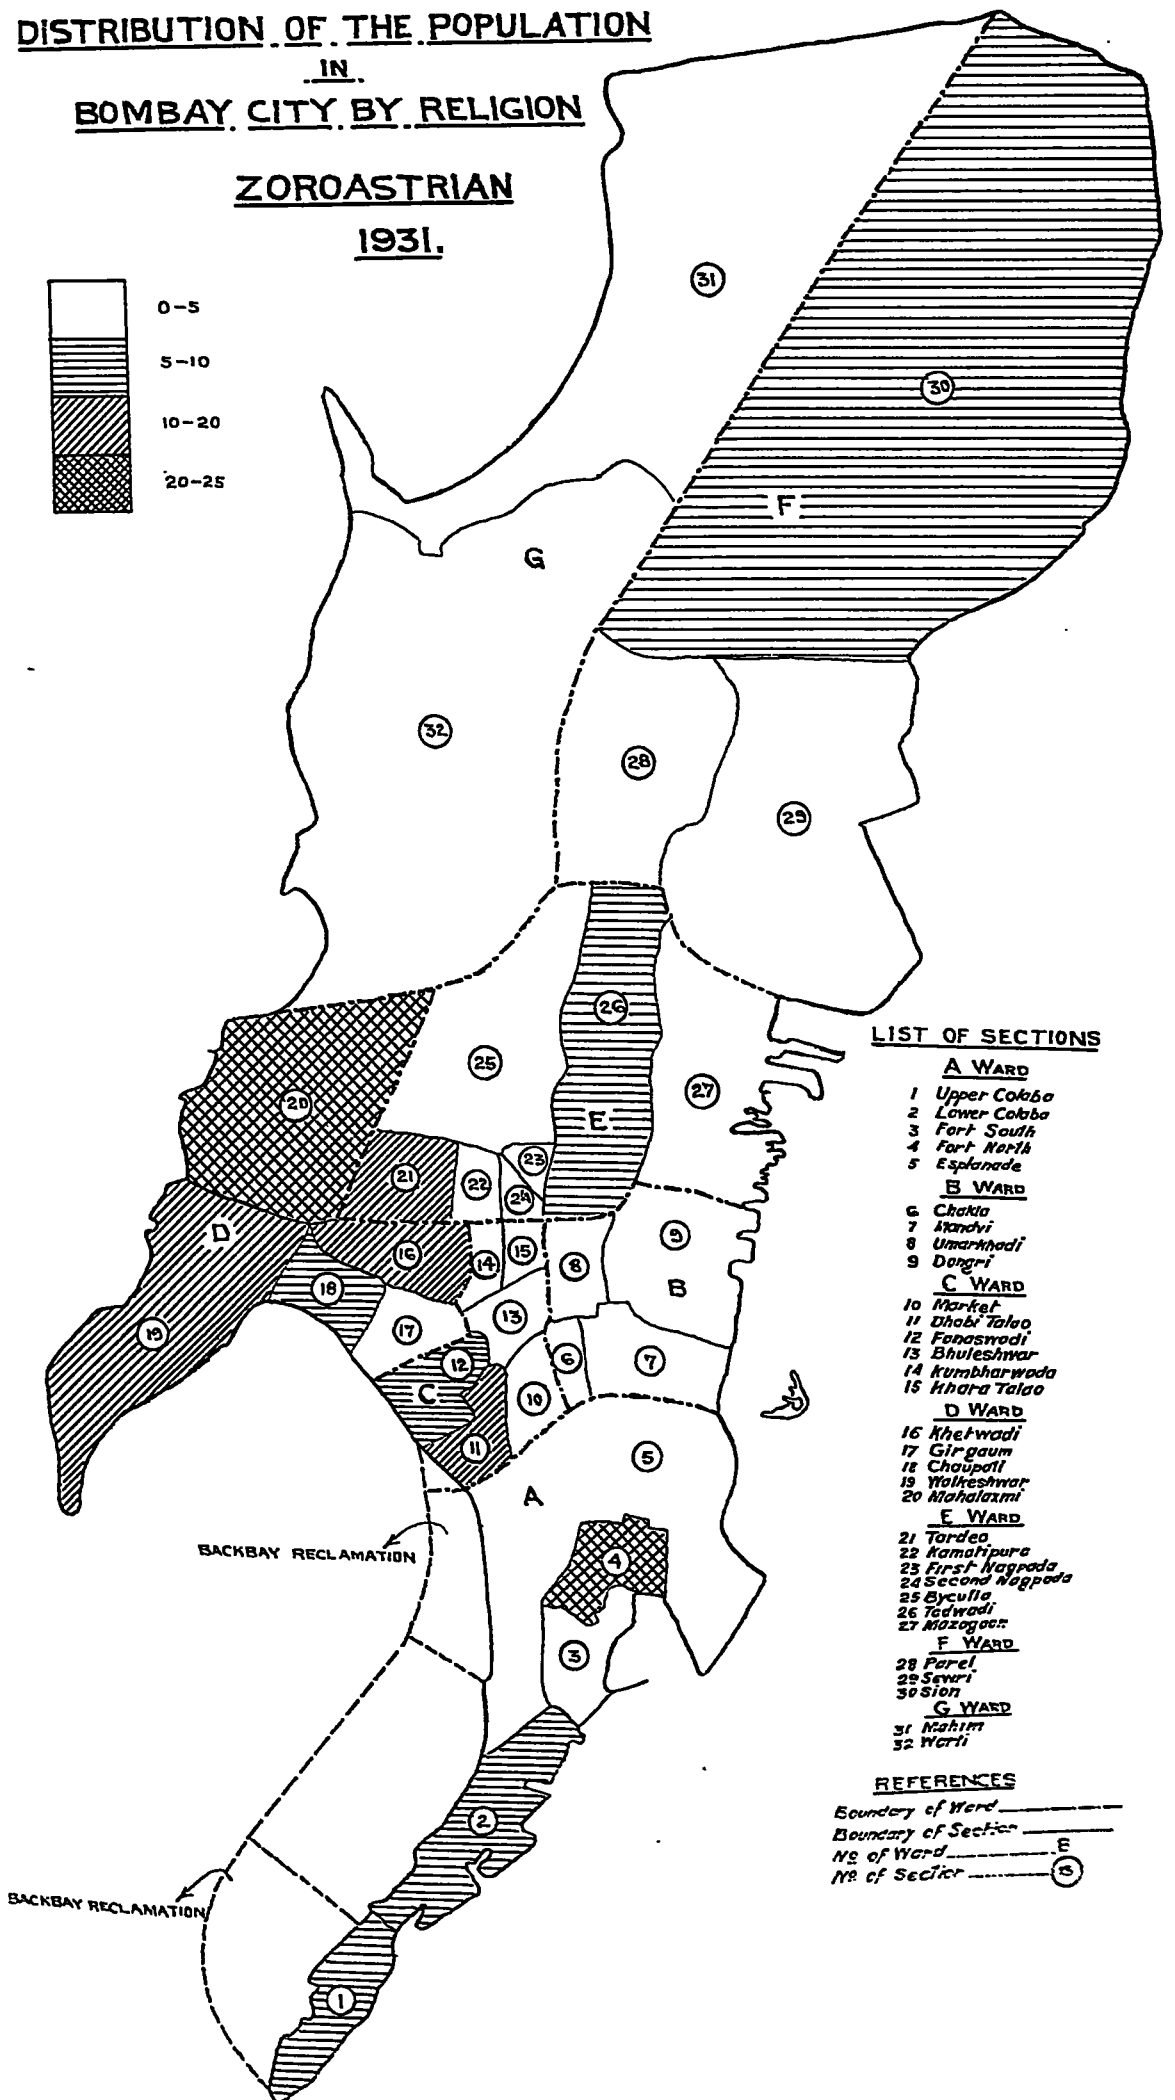 DISTRIBUTION OF THE POPULATION
IN
BOMBAY CITY BY RELIGION
ZOROASTRIAN
1931.
0-5
5-10
10-20
20-25
31
30
F
G
32
28
29
26
25
27
20
E
23
21
22
24
D
9
16
15
14
8
18
B
13
19
17
6
7
12
C
10
11
5
A
BACKBAY RECLAMATION
4
3
2
BACKBAY RECLAMATION
1
LIST OF SECTIONS
A WARD
1 Upper Colaba
2 Lower Colaba
3 Fort South
4 Fort North
5 Esplanade
B WARD
6 Chakla
7 Mandvi
8 Umarkhadi
9 Dongri
C WARD
10 Market
11 Dhobi Talao
12 Fanaswadi
13 Bhuleshwar
14 Kumbharwada
15 Khara Talao
D WARD
16 Khetwadi
17 Girgaum
18 Chaupati
19 Walkeshwar
20 Mahalaxmi
E WARD
21 Tardeo
22 Kamatipura
23 First Nagpada
24 Second Nagpada
25 Byculla
26 Tadwadi
27 Mazagaon
F WARD
28 Parel
29 Sewri
30 Sion
G WARD
31 Mahim
32 Worli
REFERENCES
Boundary of Ward
Boundary of Section
No of Ward E
No of Section